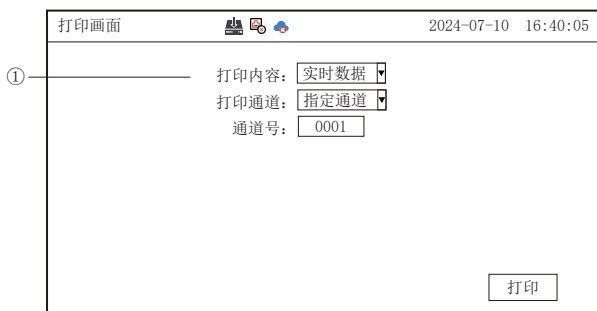 打印画面 2024-07-10 16:40:05
① 打印内容： 实时数据
打印通道： 指定通道
通道号： 0001
打印